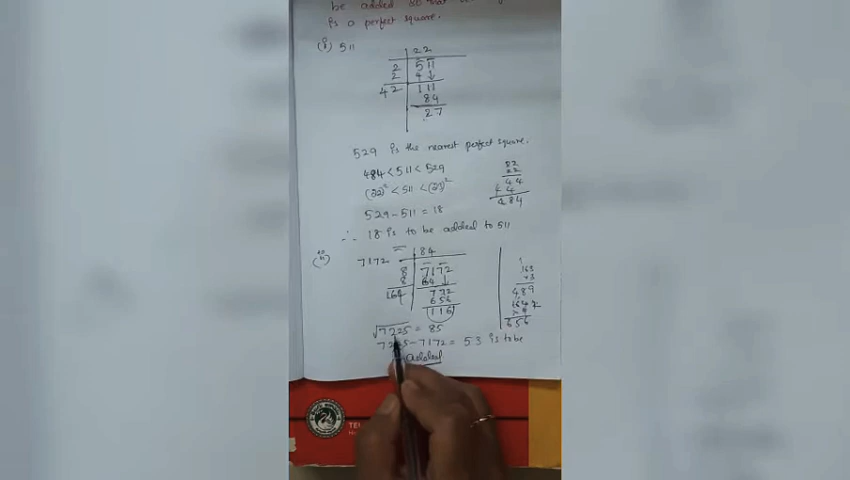 be added so that
is a perfect square.
(i) 511
22
2 511
2 4↓
42 111
84
27
529 is the nearest perfect square.
484 < 511 < 529
(22)² < 511 < (23)²
22
22
44
44
484
529 - 511 = 18
∴ 18 is to be added to 511
7172
84
8 7172
8 64↓
164 772
656
116
165
×3
489
164
656
√7225 = 85
7225 - 7172 = 53 is to be
added